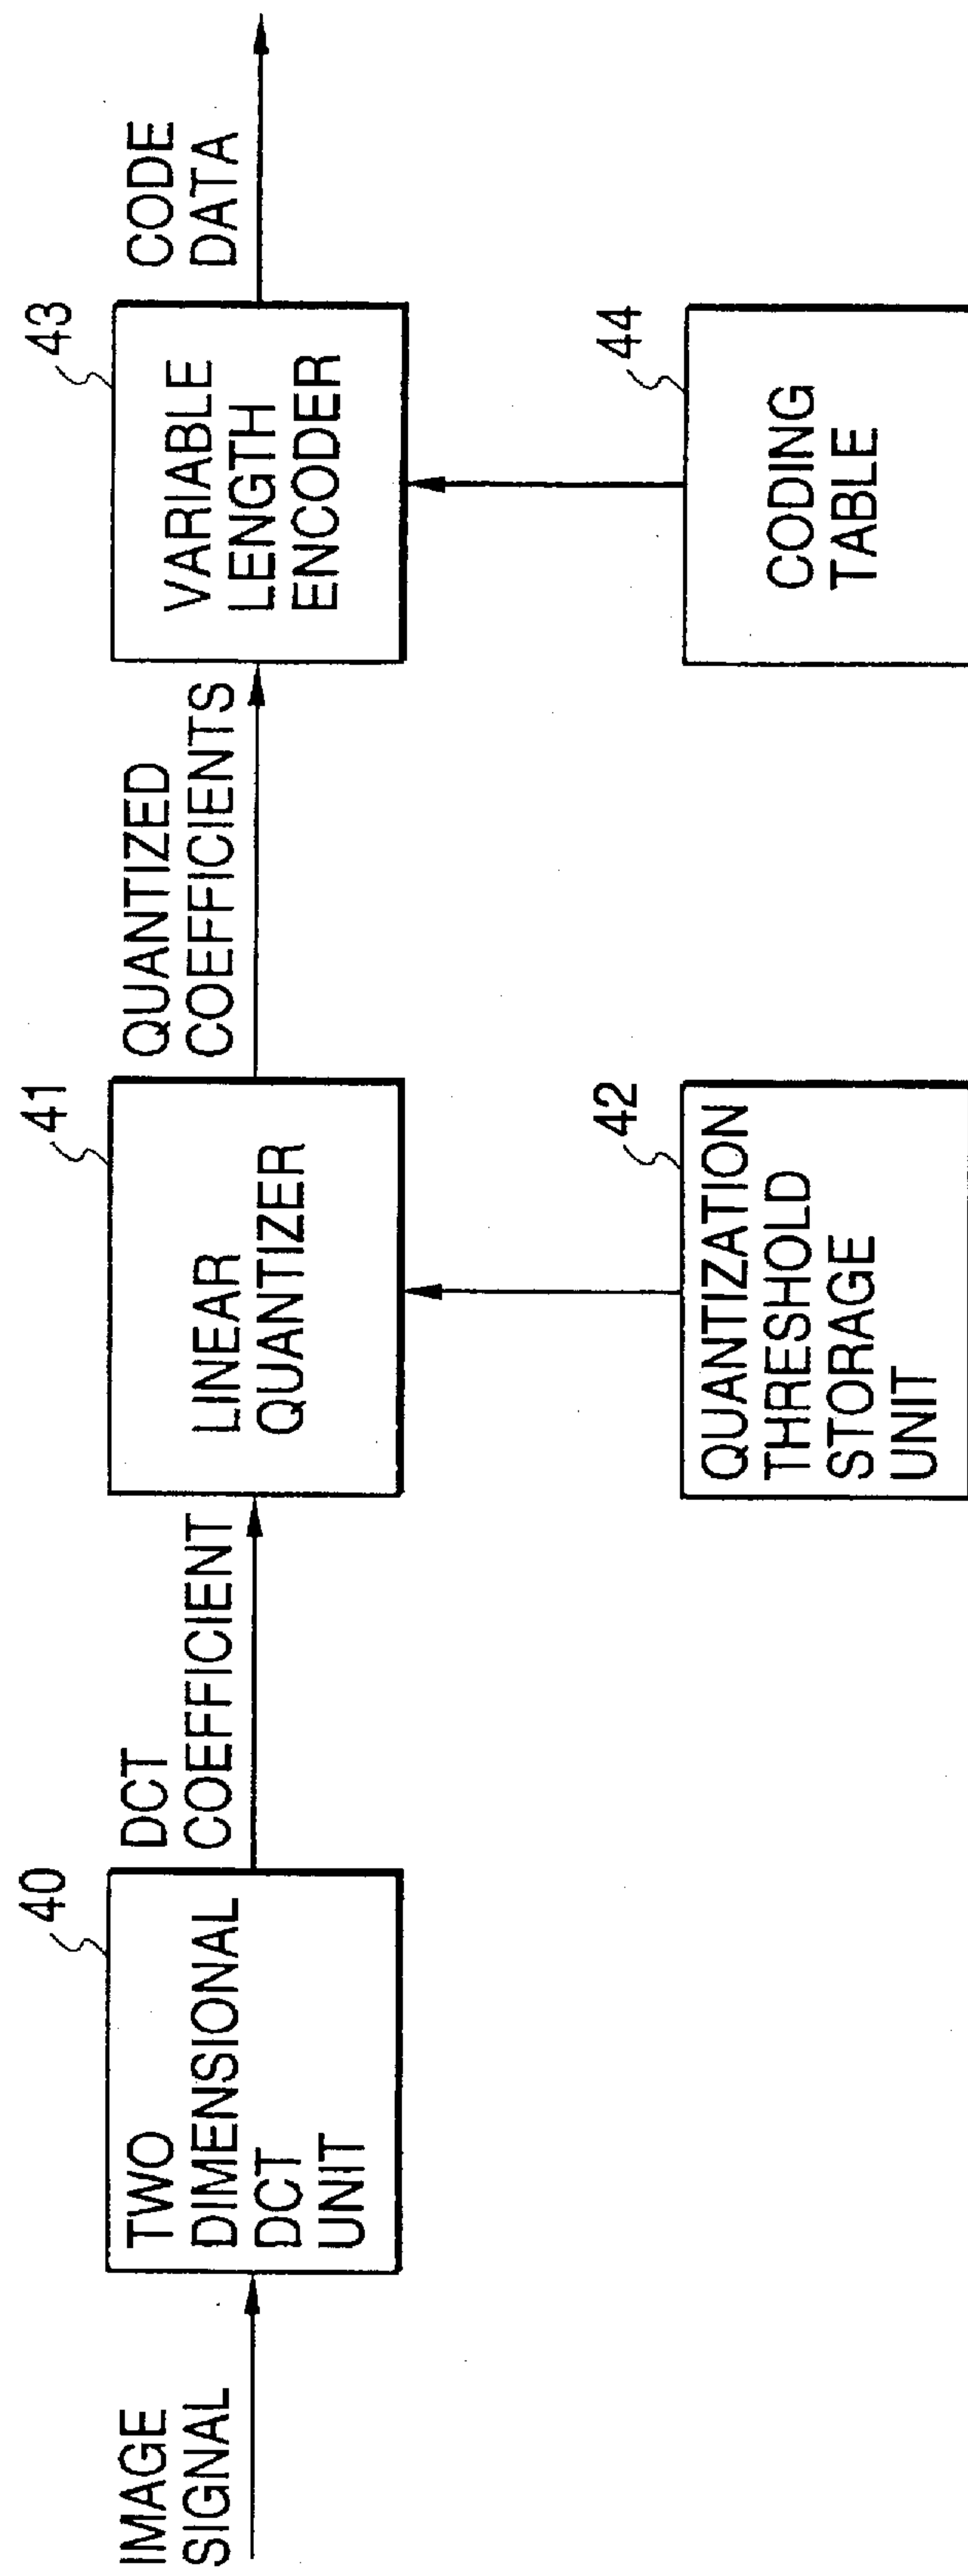 IMAGE
SIGNAL
40
TWO
DIMENSIONAL
DCT
UNIT
DCT
COEFFICIENT
41
LINEAR
QUANTIZER
QUANTIZED
COEFFICIENTS
43
VARIABLE
LENGTH
ENCODER
CODE
DATA
42
QUANTIZATION
THRESHOLD
STORAGE
UNIT
44
CODING
TABLE